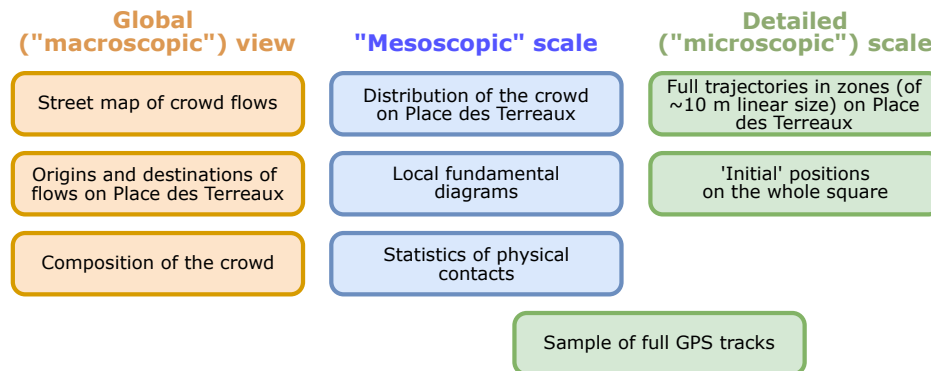 Global
("macroscopic") view
Street map of crowd flows
Origins and destinations of
flows on Place des Terreaux
Composition of the crowd
"Mesoscopic" scale
Distribution of the crowd
on Place des Terreaux
Local fundamental
diagrams
Statistics of physical
contacts
Detailed
("microscopic") scale
Full trajectories in zones (of
~10 m linear size) on Place
des Terreaux
'Initial' positions
on the whole square
Sample of full GPS tracks